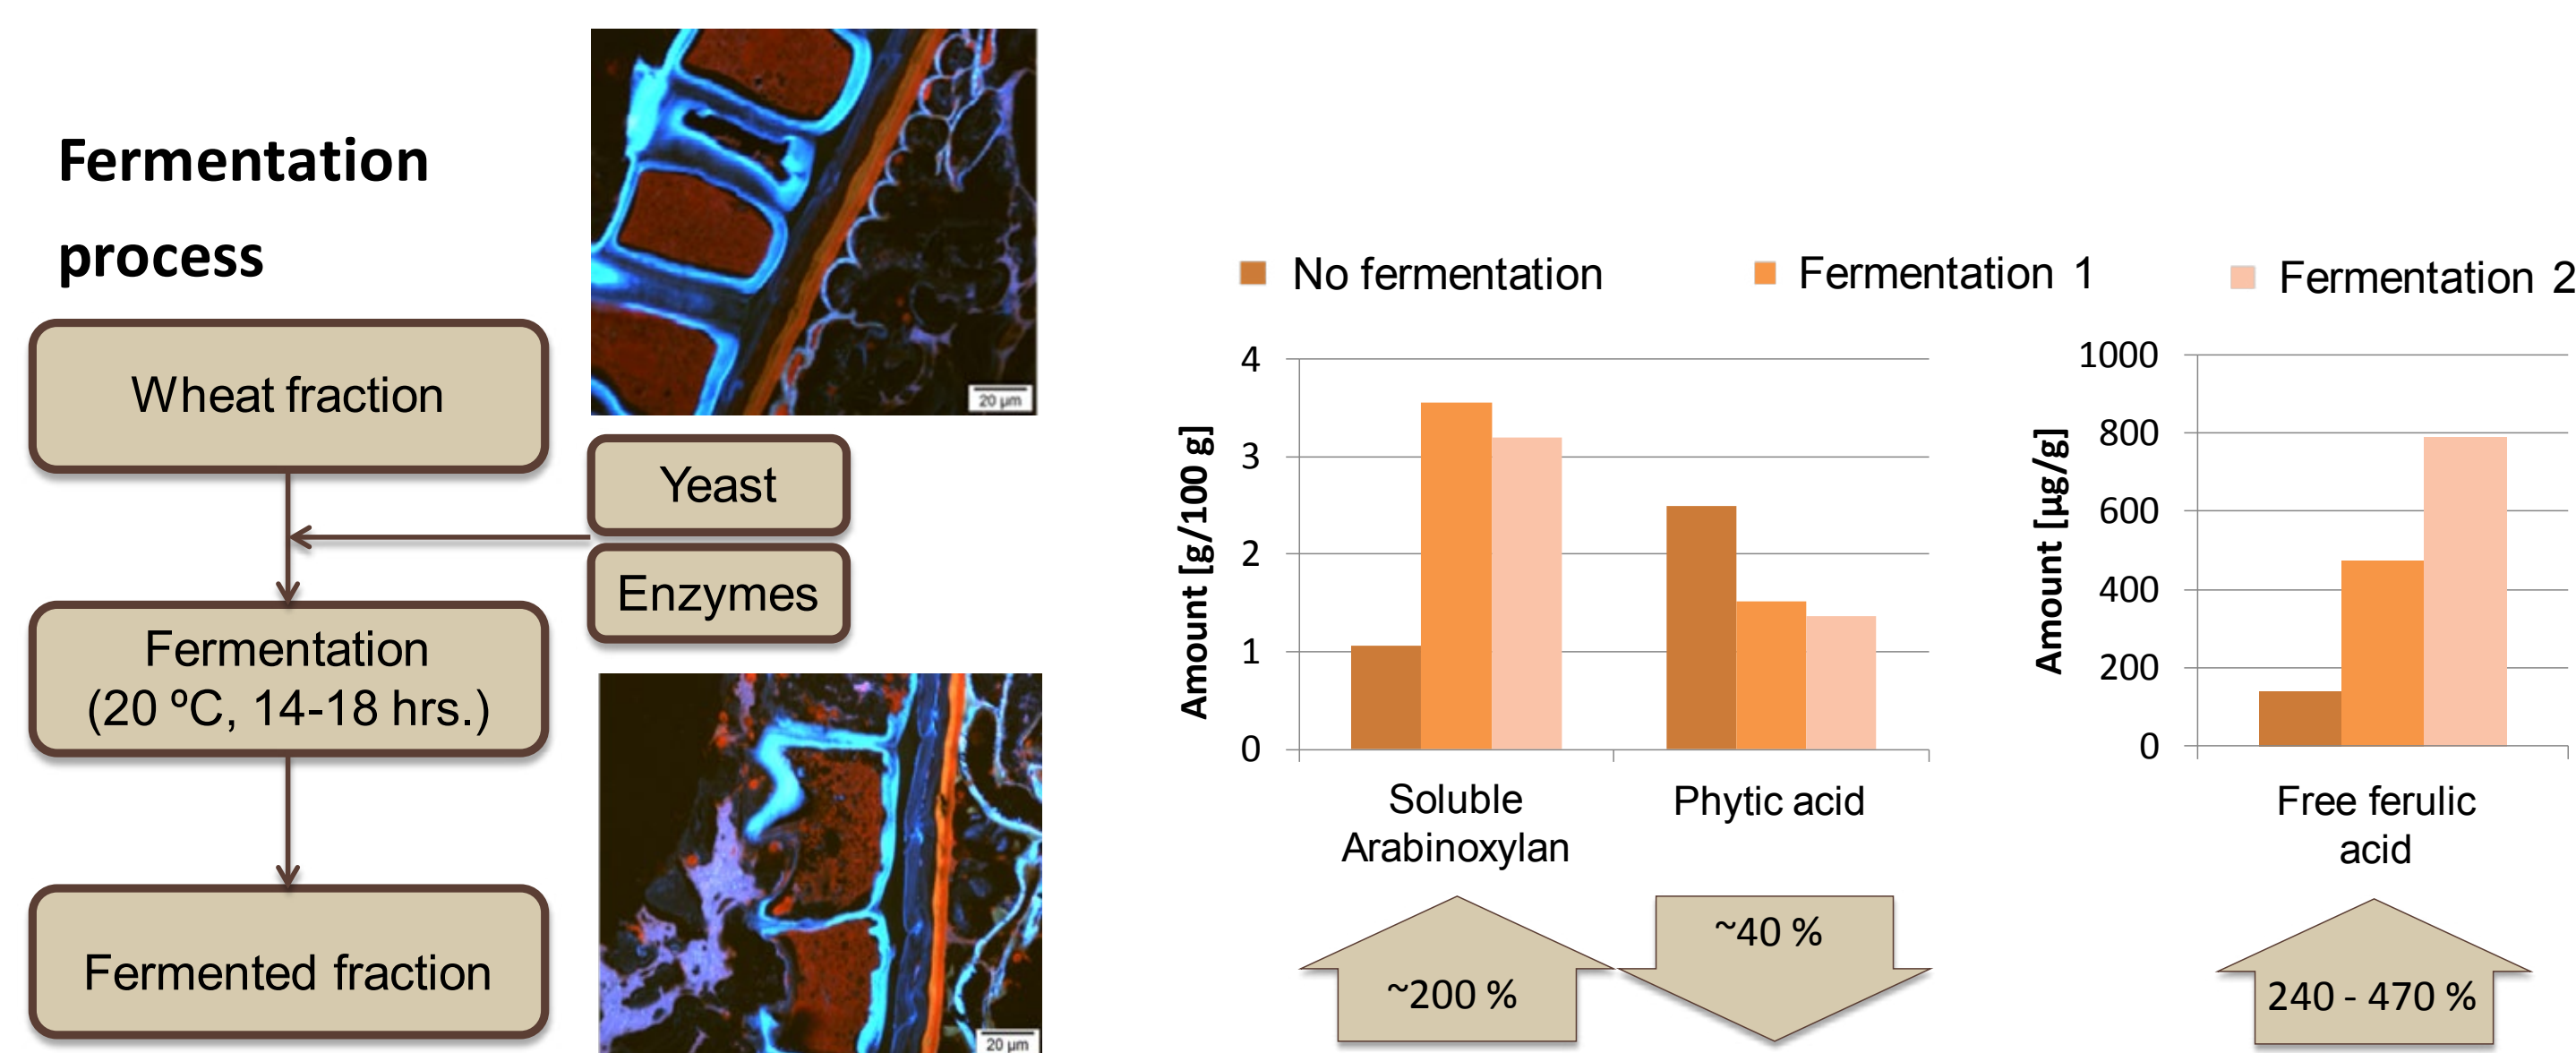 Fermentation
process
Wheat fraction
Yeast
Enzymes
Fermentation
(20 ºC, 14-18 hrs.)
Fermented fraction
20 µm
20 µm
No fermentation
Fermentation 1
Fermentation 2
Amount [g/100 g]
4
3
2
1
0
Soluble
Arabinoxylan
Phytic acid
~200 %
~40 %
Amount [µg/g]
1000
800
600
400
200
0
Free ferulic
acid
240 - 470 %